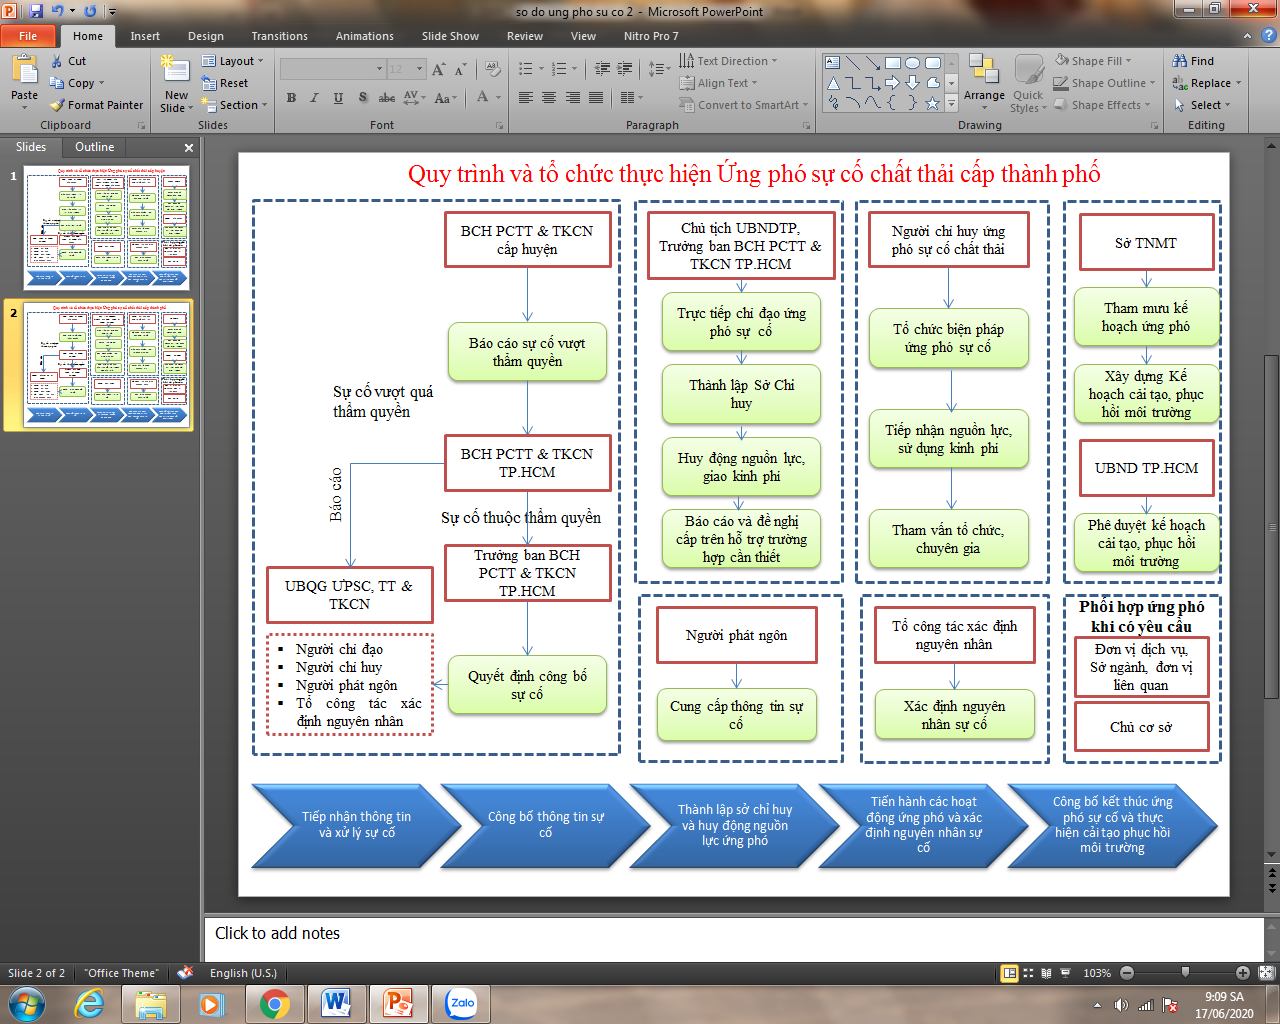 so do ung pho su co 2 - Microsoft PowerPoint
File
Home
Insert
Design
Transitions
Animations
Slide Show
Review
View
Nitro Pro 7
Paste
Cut
Copy
Format Painter
Clipboard
New
Slide
Layout
Reset
Section
Slides
12
Font
Text Direction
Align Text
Convert to SmartArt
Paragraph
Arrange
Quick
Styles
Shape Fill
Shape Outline
Shape Effects
Drawing
Find
Replace
Select
Editing
Slides
Outline
1
2
Quy trình và tổ chức thực hiện Ứng phó sự cố chất thải cấp thành phố
BCH PCTT & TKCN
cấp huyện
Báo cáo sự cố vượt
thẩm quyền
Sự cố vượt quá
thẩm quyền
BCH PCTT & TKCN
TP.HCM
Báo cáo
Sự cố thuộc thẩm quyền
Trưởng ban BCH
PCTT & TKCN
TP.HCM
UBQG ƯPSC, TT &
TKCN
Người chỉ đạo
Người chỉ huy
Người phát ngôn
Tổ công tác xác
định nguyên nhân
Quyết định công bố
sự cố
Chủ tịch UBNDTP,
Trưởng ban BCH PCTT &
TKCN TP.HCM
Trực tiếp chỉ đạo ứng
phó sự cố
Thành lập Sở Chỉ
huy
Huy động nguồn lực,
giao kinh phí
Báo cáo và đề nghị
cấp trên hỗ trợ trường
hợp cần thiết
Người phát ngôn
Cung cấp thông tin sự
cố
Người chỉ huy ứng
phó sự cố chất thải
Tổ chức biện pháp
ứng phó sự cố
Tiếp nhận nguồn lực,
sử dụng kinh phí
Tham vấn tổ chức,
chuyên gia
Tổ công tác xác định
nguyên nhân
Xác định nguyên
nhân sự cố
Sở TNMT
Tham mưu kế
hoạch ứng phó
Xây dựng Kế
hoạch cải tạo, phục
hồi môi trường
UBND TP.HCM
Phê duyệt kế hoạch
cải tạo, phục hồi
môi trường
Phối hợp ứng phó
khi có yêu cầu
Đơn vị dịch vụ,
Sở ngành, đơn vị
liên quan
Chủ cơ sở
Tiếp nhận thông tin
và xử lý sự cố
Công bố thông tin sự
cố
Thành lập sở chỉ huy
và huy động nguồn
lực ứng phó
Tiến hành các hoạt
động ứng phó và xác
định nguyên nhân sự
cố
Công bố kết thúc ứng
phó sự cố và thực
hiện cải tạo phục hồi
môi trường
Click to add notes
Slide 2 of 2
"Office Theme"
English (U.S.)
103%
Zalo
9:09 SA
17/06/2020